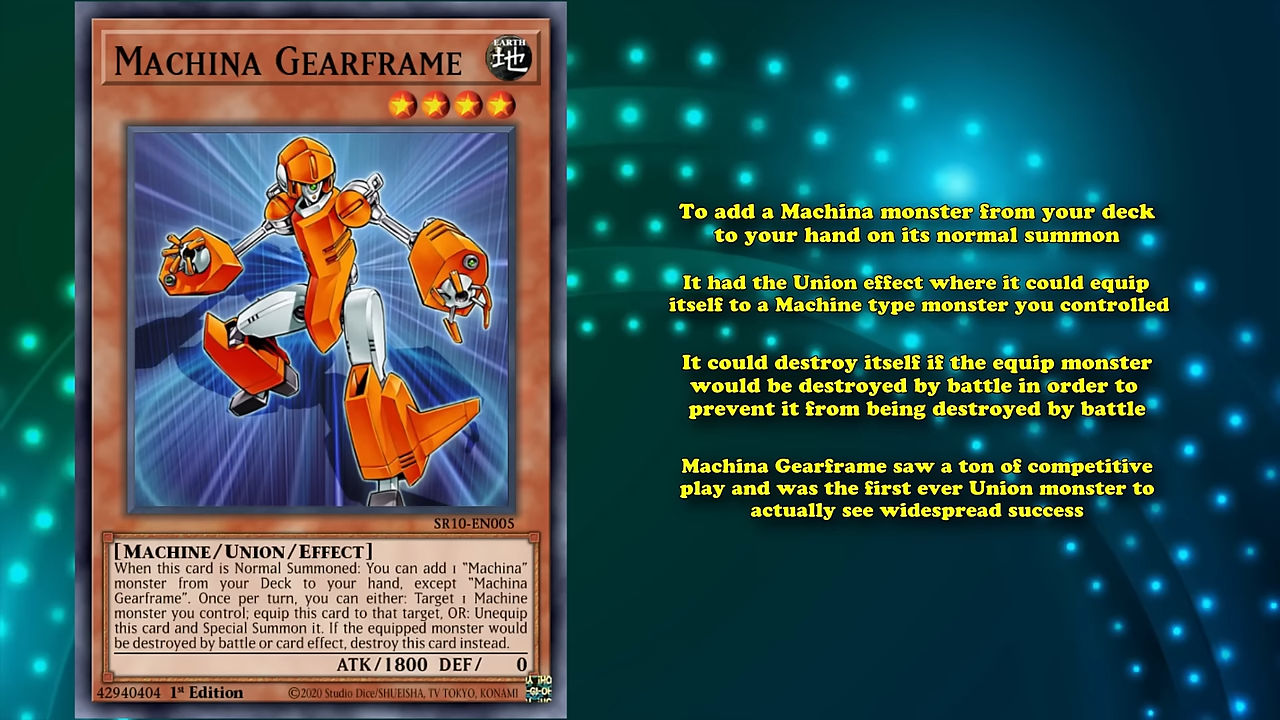 MACHINA GEARFRAME
EARTH
地
SR10-EN005
[MACHINE/UNION/EFFECT]
When this card is Normal Summoned: You can add 1 "Machina"
monster from your Deck to your hand, except "Machina
Gearframe". Once per turn, you can either: Target 1 Machine
monster you control; equip this card to that target, OR: Unequip
this card and Special Summon it. If the equipped monster would
be destroyed by battle or card effect, destroy this card instead.
ATK/1800 DEF/ 0
42940404 1st Edition ©2020 Studio Dice/SHUEISHA, TV TOKYO, KONAMI
To add a Machina monster from your deck
to your hand on its normal summon
It had the Union effect where it could equip
itself to a Machine type monster you controlled
It could destroy itself if the equip monster
would be destroyed by battle in order to
prevent it from being destroyed by battle
Machina Gearframe saw a ton of competitive
play and was the first ever Union monster to
actually see widespread success